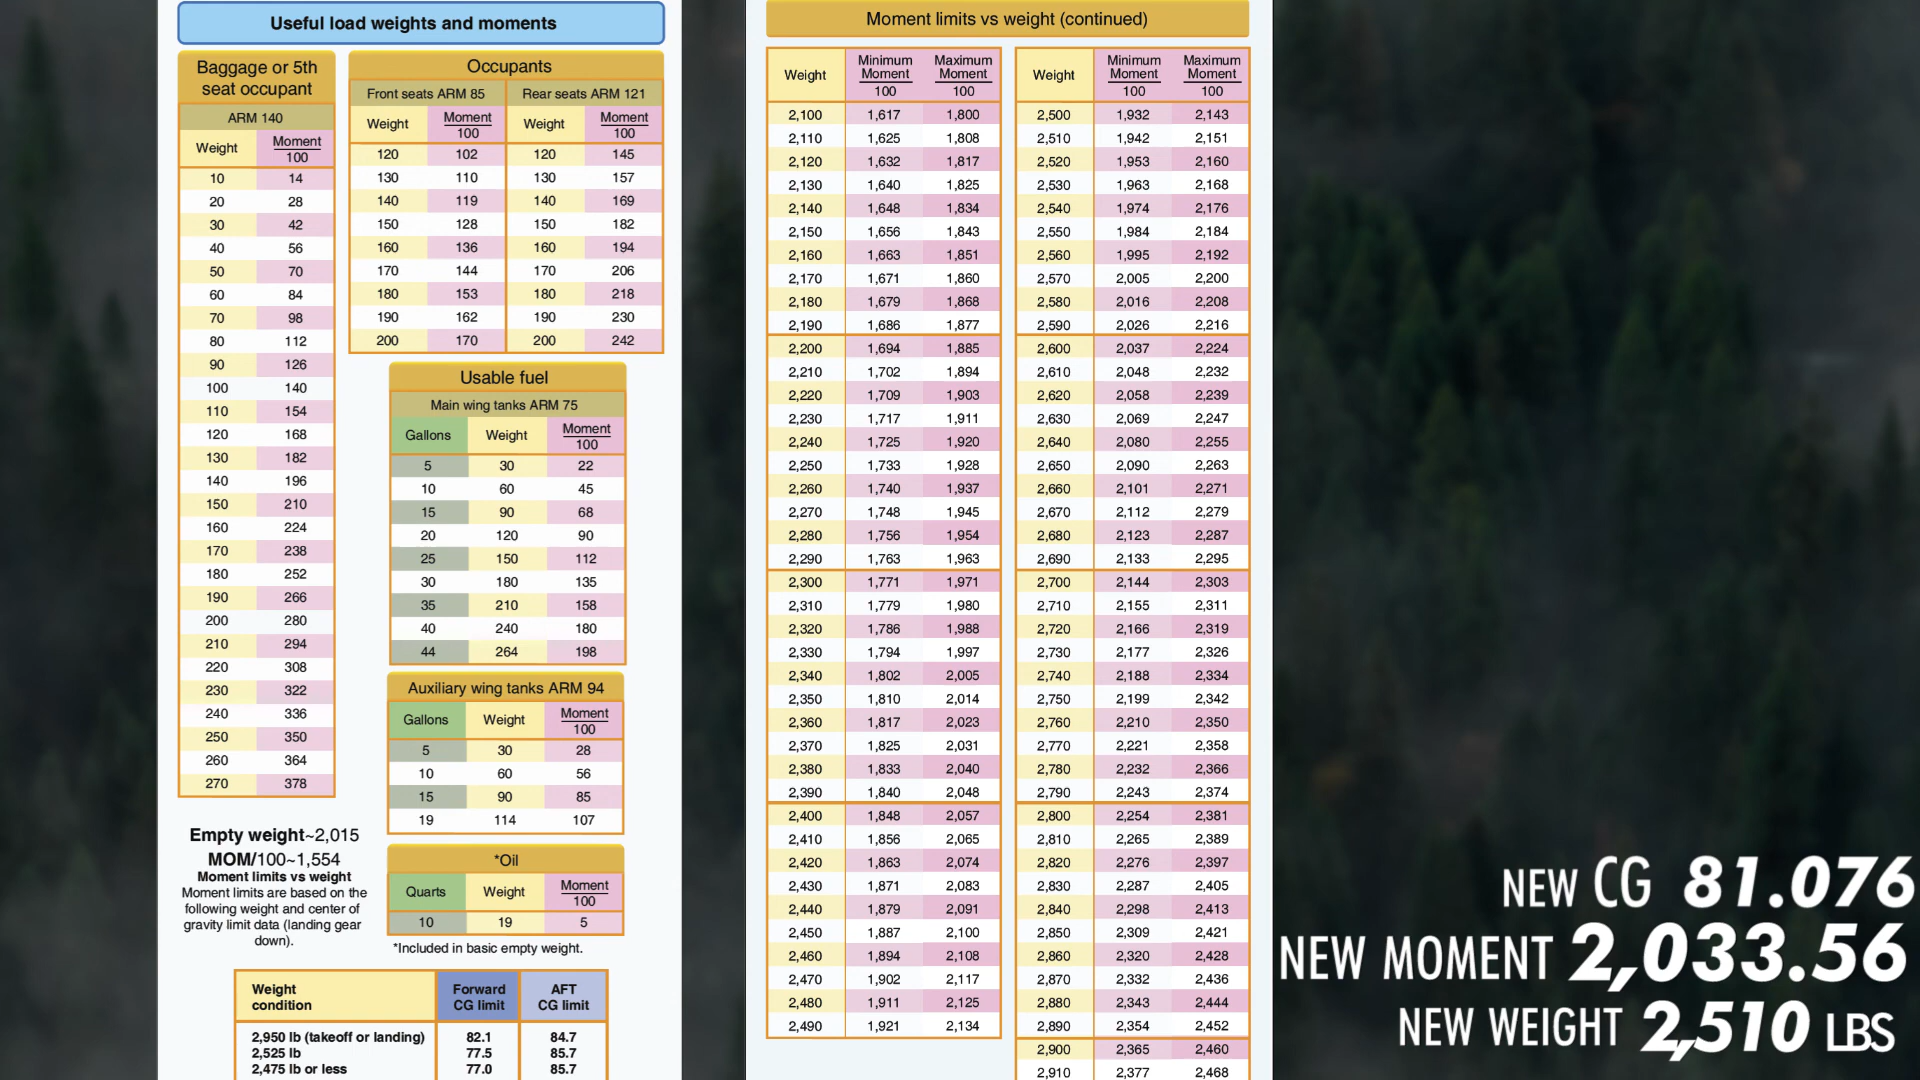 Useful load weights and moments
Baggage or 5th
seat occupant
ARM 140
Weight Moment
100
10 14
20 28
30 42
40 56
50 70
60 84
70 98
80 112
90 126
100 140
110 154
120 168
130 182
140 196
150 210
160 224
170 238
180 252
190 266
200 280
210 294
220 308
230 322
240 336
250 350
260 364
270 378
Empty weight~2,015
MOM/100~1,554
Moment limits vs weight
Moment limits are based on the
following weight and center of
gravity limit data (landing gear
down).
Occupants
Front seats ARM 85 Rear seats ARM 121
Weight Moment Weight Moment
100 100
120 102 120 145
130 110 130 157
140 119 140 169
150 128 150 182
160 136 160 194
170 144 170 206
180 153 180 218
190 162 190 230
200 170 200 242
Usable fuel
Main wing tanks ARM 75
Gallons Weight Moment
100
5 30 22
10 60 45
15 90 68
20 120 90
25 150 112
30 180 135
35 210 158
40 240 180
44 264 198
Auxiliary wing tanks ARM 94
Gallons Weight Moment
100
5 30 28
10 60 56
15 90 85
19 114 107
*Oil
Quarts Weight Moment
100
10 19 5
*Included in basic empty weight.
Weight Forward AFT
condition CG limit CG limit
2,950 lb (takeoff or landing) 82.1 84.7
2,525 lb 77.5 85.7
2,475 lb or less 77.0 85.7
Moment limits vs weight (continued)
Weight Minimum Maximum
Moment Moment
100 100
2,100 1,617 1,800
2,110 1,625 1,808
2,120 1,632 1,817
2,130 1,640 1,825
2,140 1,648 1,834
2,150 1,656 1,843
2,160 1,663 1,851
2,170 1,671 1,860
2,180 1,679 1,868
2,190 1,686 1,877
2,200 1,694 1,885
2,210 1,702 1,894
2,220 1,709 1,903
2,230 1,717 1,911
2,240 1,725 1,920
2,250 1,733 1,928
2,260 1,740 1,937
2,270 1,748 1,945
2,280 1,756 1,954
2,290 1,763 1,963
2,300 1,771 1,971
2,310 1,779 1,980
2,320 1,786 1,988
2,330 1,794 1,997
2,340 1,802 2,005
2,350 1,810 2,014
2,360 1,817 2,023
2,370 1,825 2,031
2,380 1,833 2,040
2,390 1,840 2,048
2,400 1,848 2,057
2,410 1,856 2,065
2,420 1,863 2,074
2,430 1,871 2,083
2,440 1,879 2,091
2,450 1,887 2,100
2,460 1,894 2,108
2,470 1,902 2,117
2,480 1,911 2,125
2,490 1,921 2,134
Weight Minimum Maximum
Moment Moment
100 100
2,500 1,932 2,143
2,510 1,942 2,151
2,520 1,953 2,160
2,530 1,963 2,168
2,540 1,974 2,176
2,550 1,984 2,184
2,560 1,995 2,192
2,570 2,005 2,200
2,580 2,016 2,208
2,590 2,026 2,216
2,600 2,037 2,224
2,610 2,048 2,232
2,620 2,058 2,239
2,630 2,069 2,247
2,640 2,080 2,255
2,650 2,090 2,263
2,660 2,101 2,271
2,670 2,112 2,279
2,680 2,123 2,287
2,690 2,133 2,295
2,700 2,144 2,303
2,710 2,155 2,311
2,720 2,166 2,319
2,730 2,177 2,326
2,740 2,188 2,334
2,750 2,199 2,342
2,760 2,210 2,350
2,770 2,221 2,358
2,780 2,232 2,366
2,790 2,243 2,374
2,800 2,254 2,381
2,810 2,265 2,389
2,820 2,276 2,397
2,830 2,287 2,405
2,840 2,298 2,413
2,850 2,309 2,421
2,860 2,320 2,428
2,870 2,332 2,436
2,880 2,343 2,444
2,890 2,354 2,452
2,900 2,365 2,460
2,910 2,377 2,468
NEW CG 81.076
NEW MOMENT 2,033.56
NEW WEIGHT 2,510 LBS